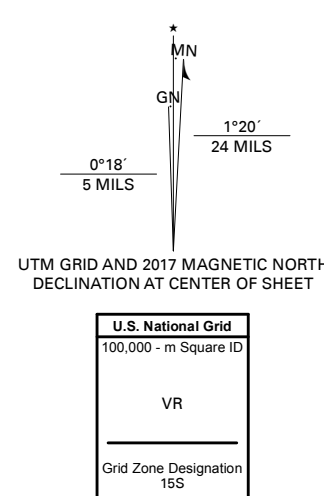 ★
MN
GN
1°20´
24 MILS
0°18´
5 MILS
UTM GRID AND 2017 MAGNETIC NORTH
DECLINATION AT CENTER OF SHEET
U.S. National Grid
100,000 - m Square ID
VR
Grid Zone Designation
15S